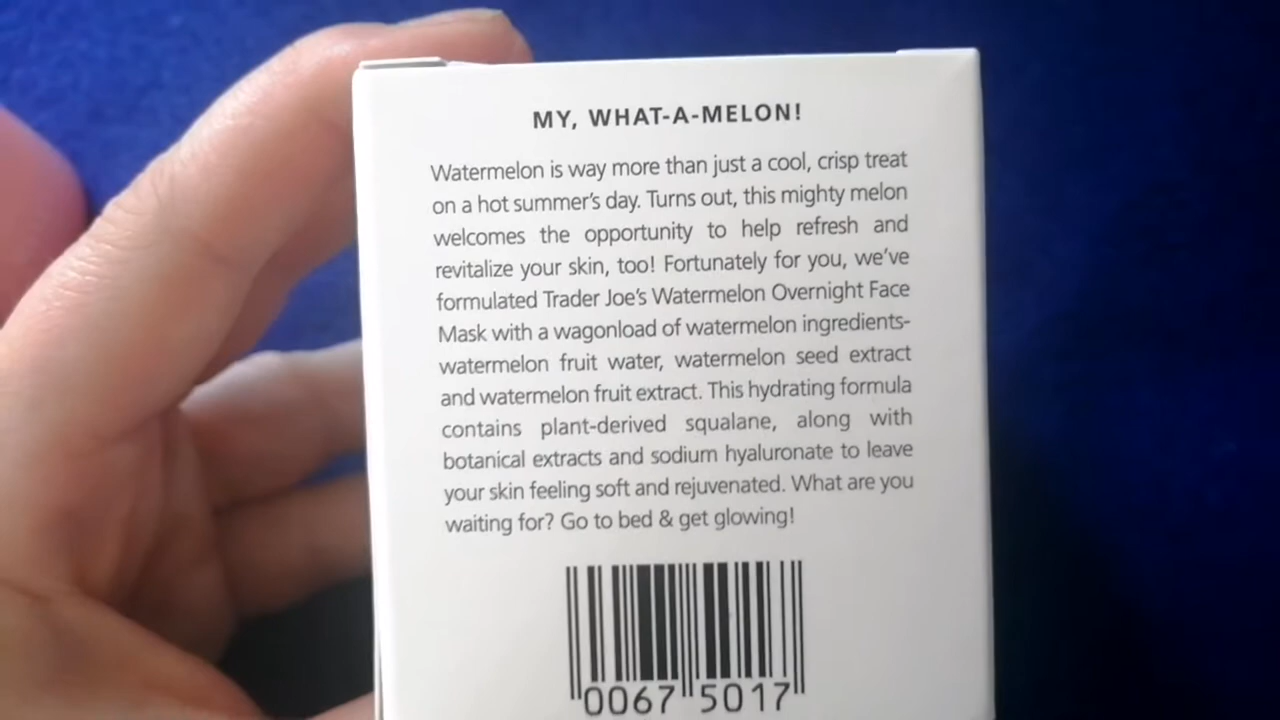 MY, WHAT-A-MELON!
Watermelon is way more than just a cool, crisp treat
on a hot summer's day. Turns out, this mighty melon
welcomes the opportunity to help refresh and
revitalize your skin, too! Fortunately for you, we've
formulated Trader Joe's Watermelon Overnight Face
Mask with a wagonload of watermelon ingredients-
watermelon fruit water, watermelon seed extract
and watermelon fruit extract. This hydrating formula
contains plant-derived squalane, along with
botanical extracts and sodium hyaluronate to leave
your skin feeling soft and rejuvenated. What are you
waiting for? Go to bed & get glowing!
0067 5017